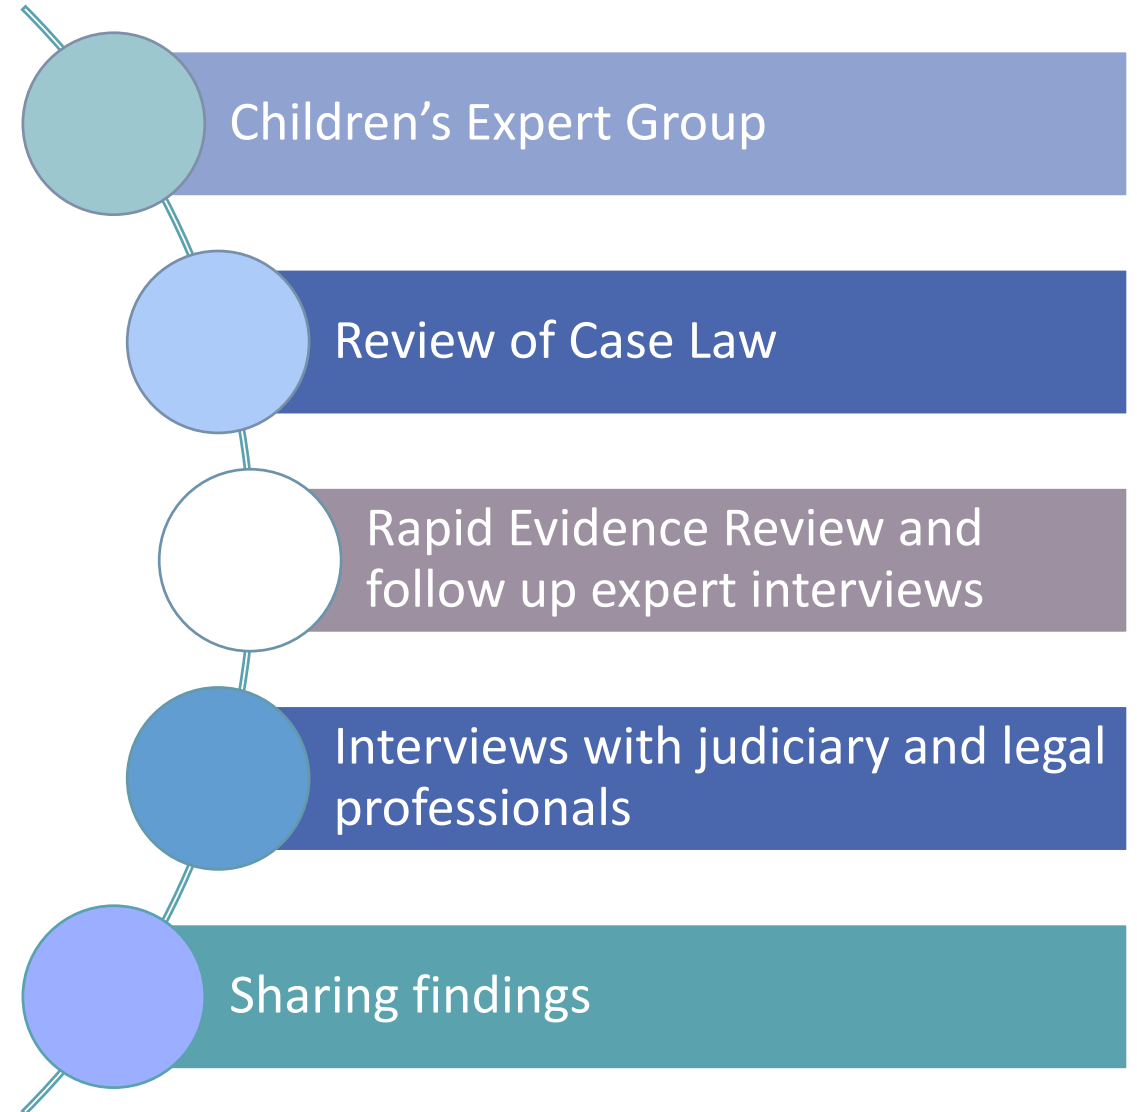 Children’s Expert Group
Review of Case Law
Rapid Evidence Review and
follow up expert interviews
Interviews with judiciary and legal
professionals
Sharing findings